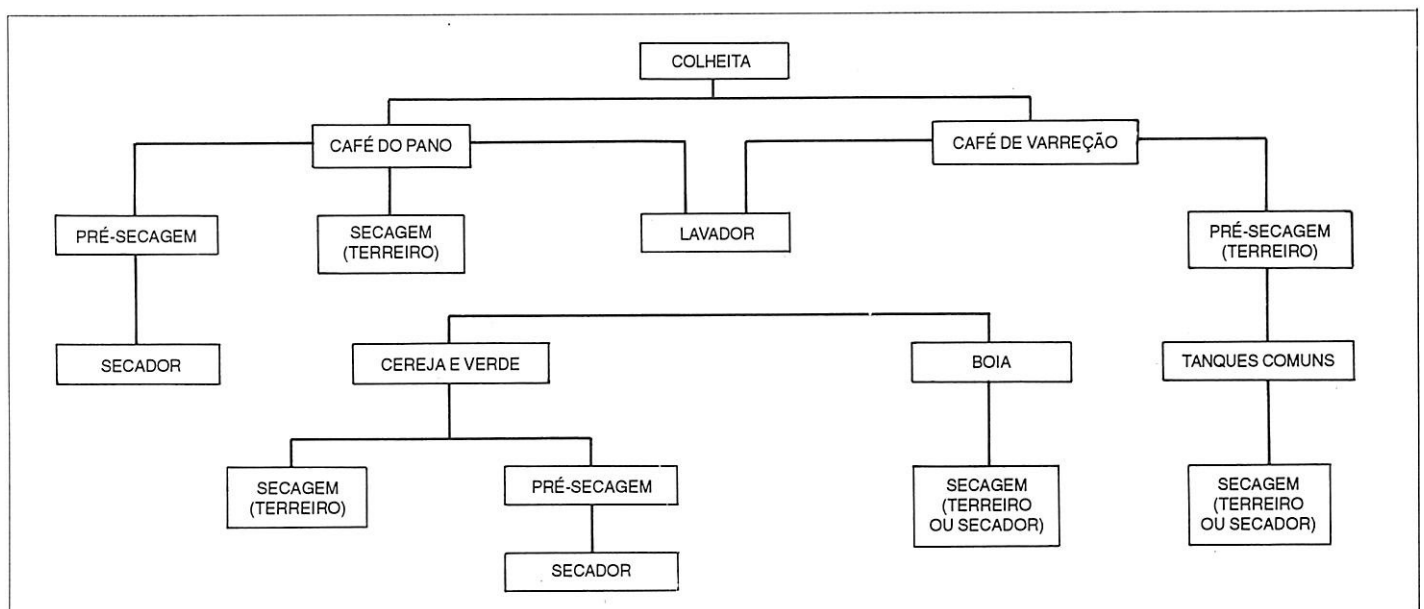 COLHEITA
CAFÉ DO PANO
CAFÉ DE VARREÇÃO
PRÉ-SECAGEM
SECAGEM
(TERREIRO)
LAVADOR
PRÉ-SECAGEM
(TERREIRO)
SECADOR
CEREJA E VERDE
BOIA
TANQUES COMUNS
SECAGEM
(TERREIRO)
PRÉ-SECAGEM
SECAGEM
(TERREIRO
OU SECADOR)
SECAGEM
(TERREIRO
OU SECADOR)
SECADOR